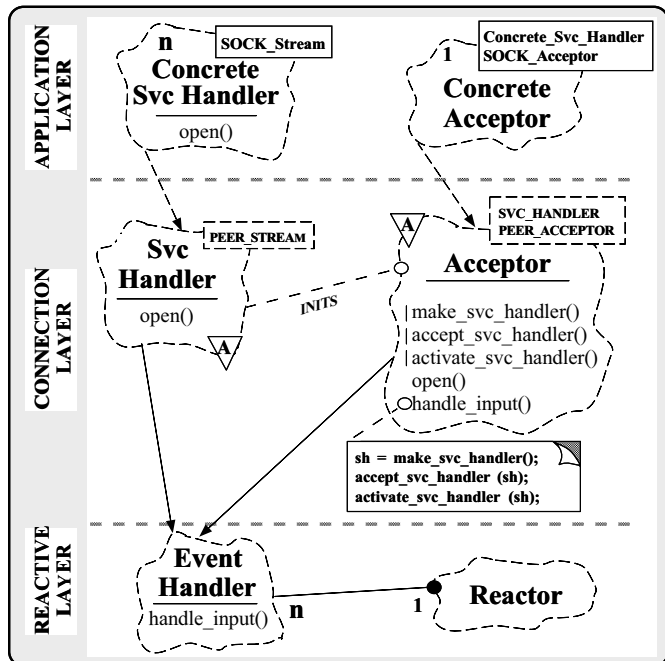 APPLICATION
LAYER
n
SOCK_Stream
Concrete
Svc Handler
open()
Concrete_Svc_Handler
SOCK_Acceptor
1
Concrete
Acceptor
CONNECTION
LAYER
PEER_STREAM
Svc
Handler
open()
A
INITS
A
SVC_HANDLER
PEER_ACCEPTOR
Acceptor
make_svc_handler()
accept_svc_handler()
activate_svc_handler()
open()
handle_input()
sh = make_svc_handler();
accept_svc_handler (sh);
activate_svc_handler (sh);
REACTIVE
LAYER
Event
Handler
handle_input()
n
1
Reactor